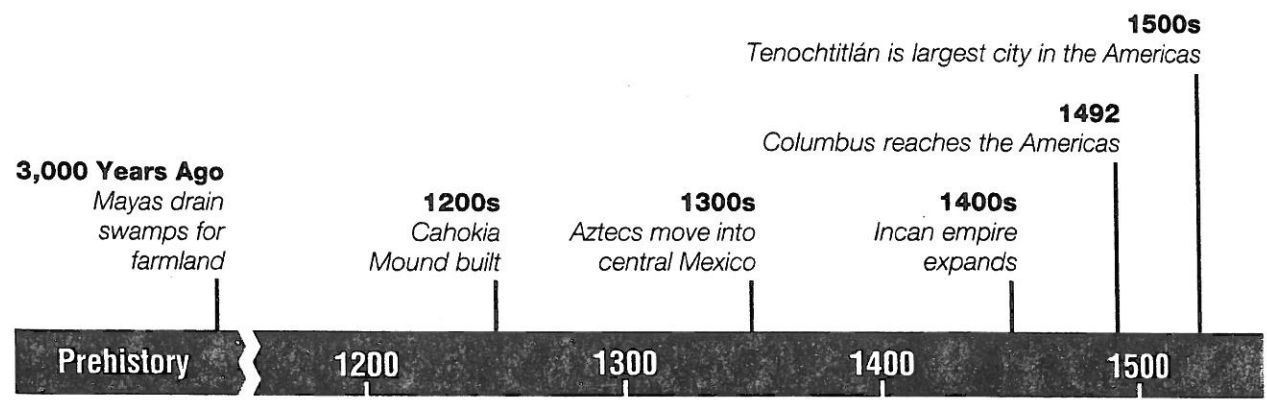 1500s
Tenochtitlán is largest city in the Americas
1492
Columbus reaches the Americas
3,000 Years Ago
Mayas drain
swamps for
farmland
1200s
Cahokia
Mound built
1300s
Aztecs move into
central Mexico
1400s
Incan empire
expands
Prehistory
1200
1300
1400
1500